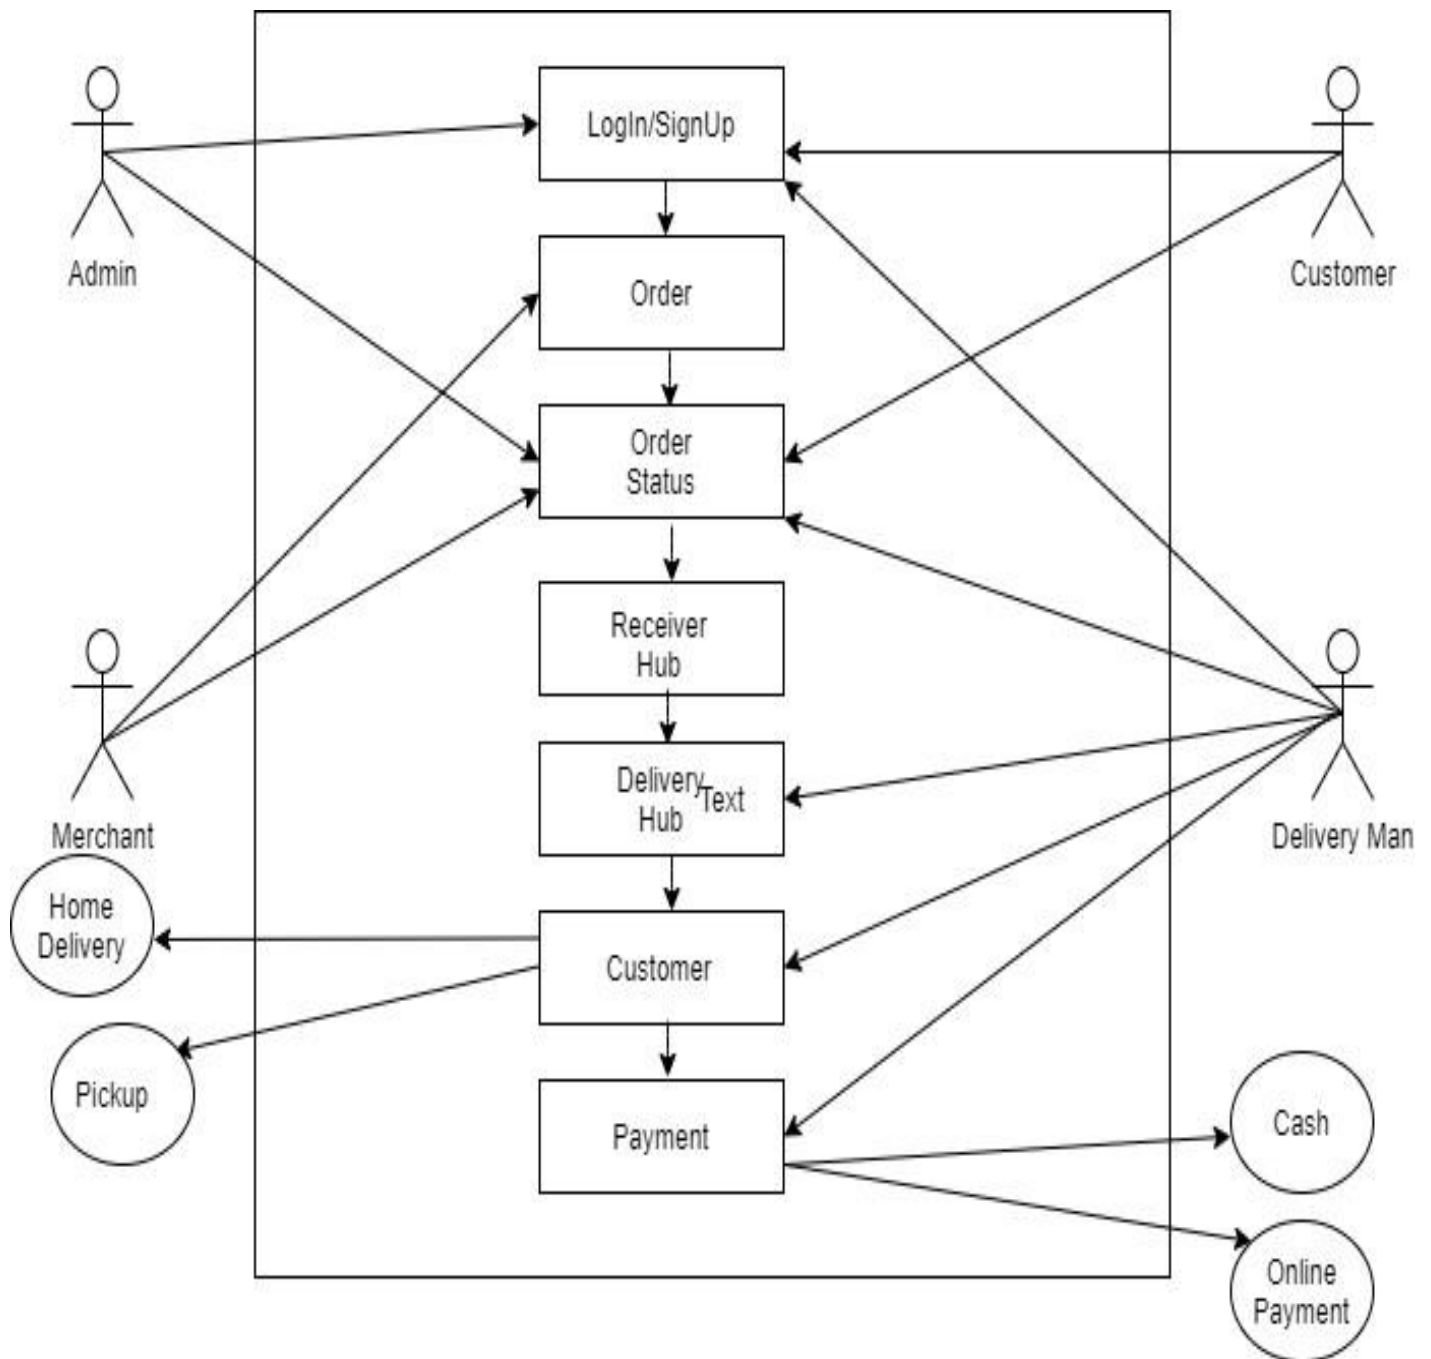 LogIn/SignUp
Admin
Customer
Order
Order
Status
Receiver
Hub
Delivery
Hub
Text
Merchant
Delivery Man
Home
Delivery
Customer
Pickup
Payment
Cash
Online
Payment